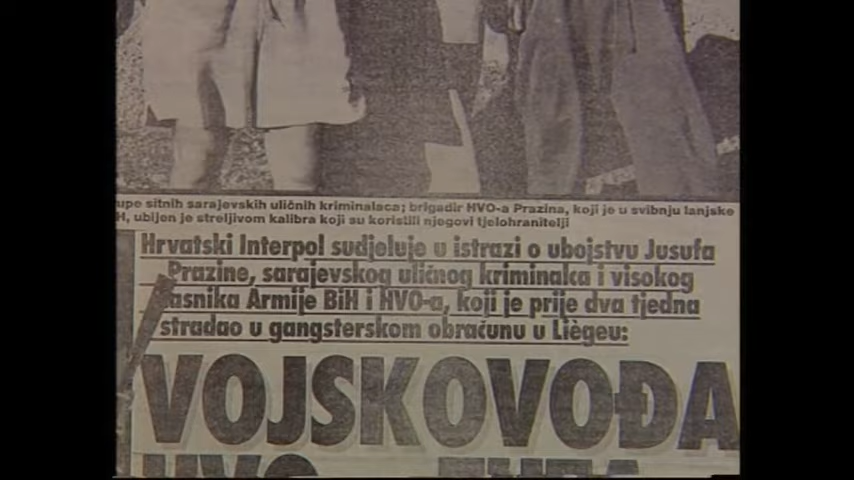 upe sitnih sarajevskih uličnih kriminalaca; brigadir HVO-a Prazina, koji je u svibnju lanjske
H, ubijen je streljivom kalibra koji su koristili njegovi tjelohranitelji
Hrvatski Interpol sudjeluje u istrazi o ubojstvu Jusufa
Prazine, sarajevskog uličnog kriminalka i visokog
asnika Armije BiH i HVO-a, koji je prije dva tjedna
stradao u gangsterskom obračunu u Liègeu:
VOJSKOVOĐA
HVO